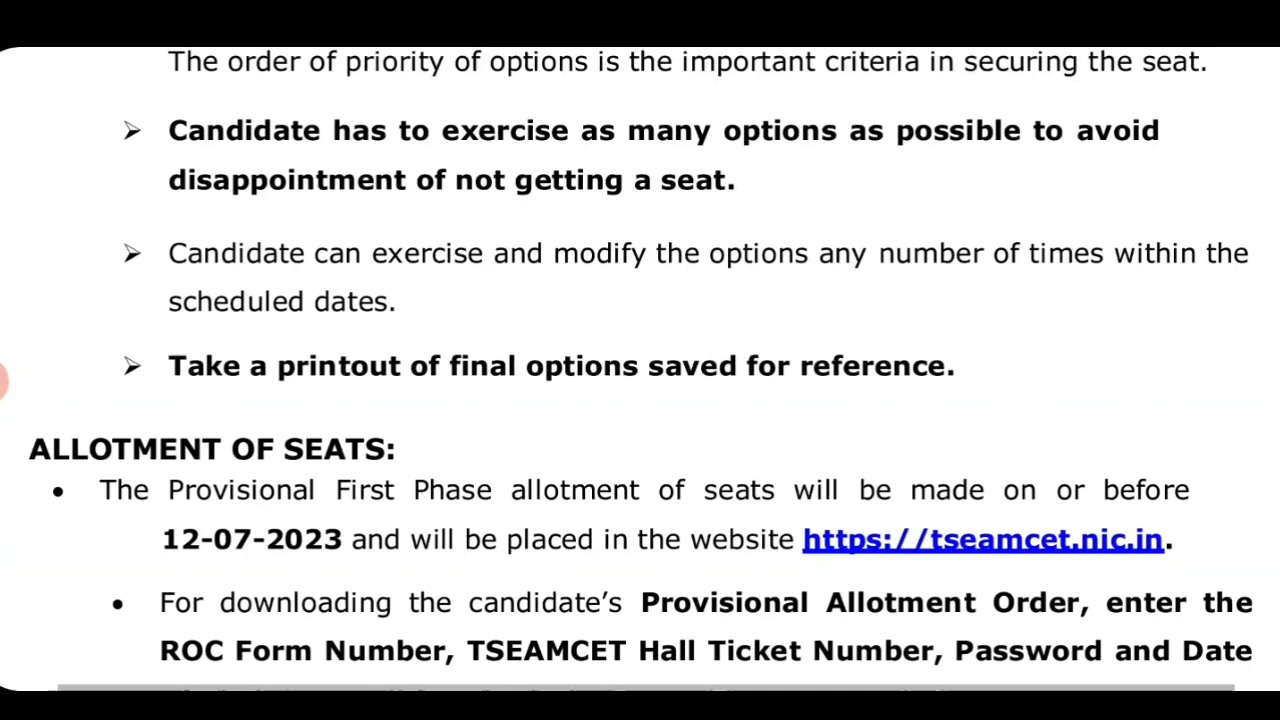 The order of priority of options is the important criteria in securing the seat.
➢ Candidate has to exercise as many options as possible to avoid
disappointment of not getting a seat.
➢ Candidate can exercise and modify the options any number of times within the
scheduled dates.
➢ Take a printout of final options saved for reference.
ALLOTMENT OF SEATS:
• The Provisional First Phase allotment of seats will be made on or before
12-07-2023 and will be placed in the website https://tseamcet.nic.in.
• For downloading the candidate’s Provisional Allotment Order, enter the
ROC Form Number, TSEAMCET Hall Ticket Number, Password and Date